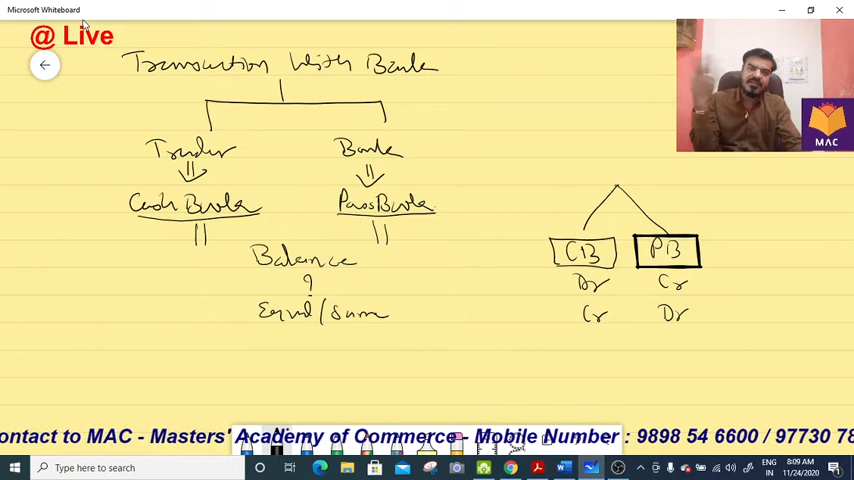 Microsoft Whiteboard
@ Live
Transaction With Bank
Trader Bank
Cash Book Pass Book
Balance
?
Equal/Same
CB PB
Dr Cr
Cr Dr
MAC
ontact to MAC - Masters' Academy of Commerce - Mobile Number : 9898 54 6600 / 97730 78
Type here to search
ENG
IN
8:09 AM
11/24/2020